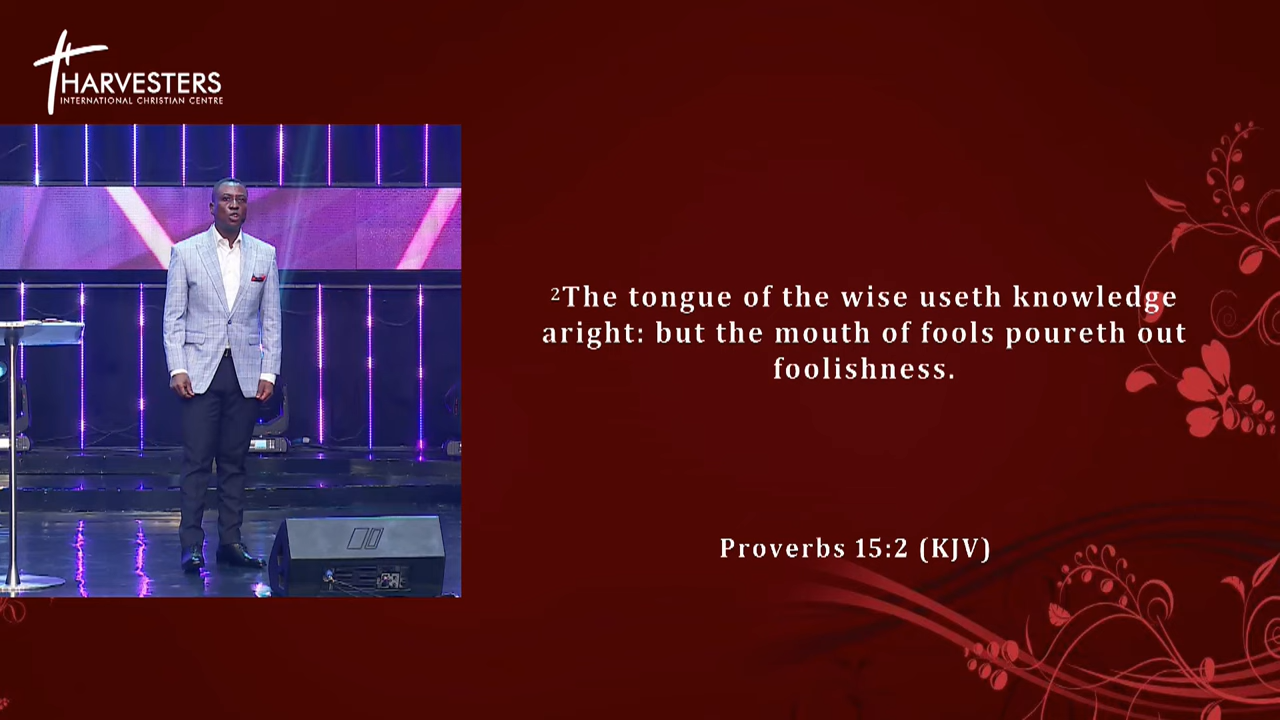 HARVESTERS
INTERNATIONAL CHRISTIAN CENTRE
²The tongue of the wise useth knowledge
aright: but the mouth of fools poureth out
foolishness.
Proverbs 15:2 (KJV)